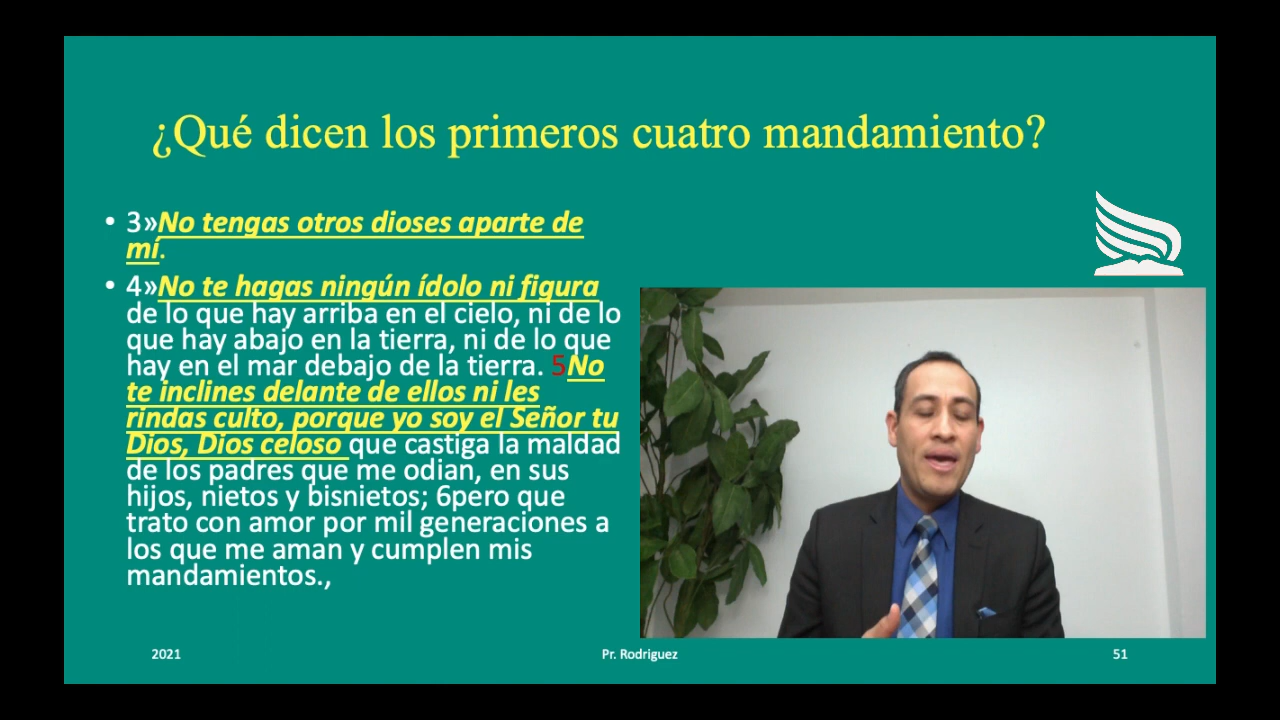 ¿Qué dicen los primeros cuatro mandamiento?
• 3»No tengas otros dioses aparte de
mí.
• 4»No te hagas ningún ídolo ni figura
de lo que hay arriba en el cielo, ni de lo
que hay abajo en la tierra, ni de lo que
hay en el mar debajo de la tierra. 5No
te inclines delante de ellos ni les
rindas culto, porque yo soy el Señor tu
Dios, Dios celoso que castiga la maldad
de los padres que me odian, en sus
hijos, nietos y bisnietos; 6pero que
trato con amor por mil generaciones a
los que me aman y cumplen mis
mandamientos.,
2021
Pr. Rodriguez
51